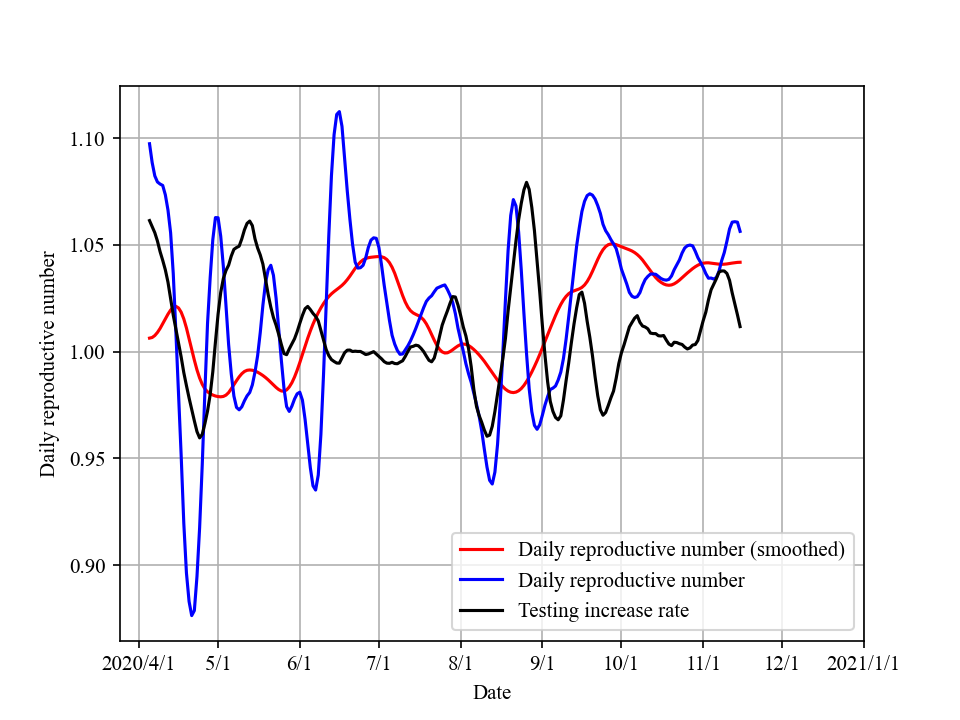 Daily reproductive number
1.10
1.05
1.00
0.95
0.90
Daily reproductive number (smoothed)
Daily reproductive number
Testing increase rate
2020/4/1 5/1 6/1 7/1 8/1 9/1 10/1 11/1 12/1 2021/1/1
Date